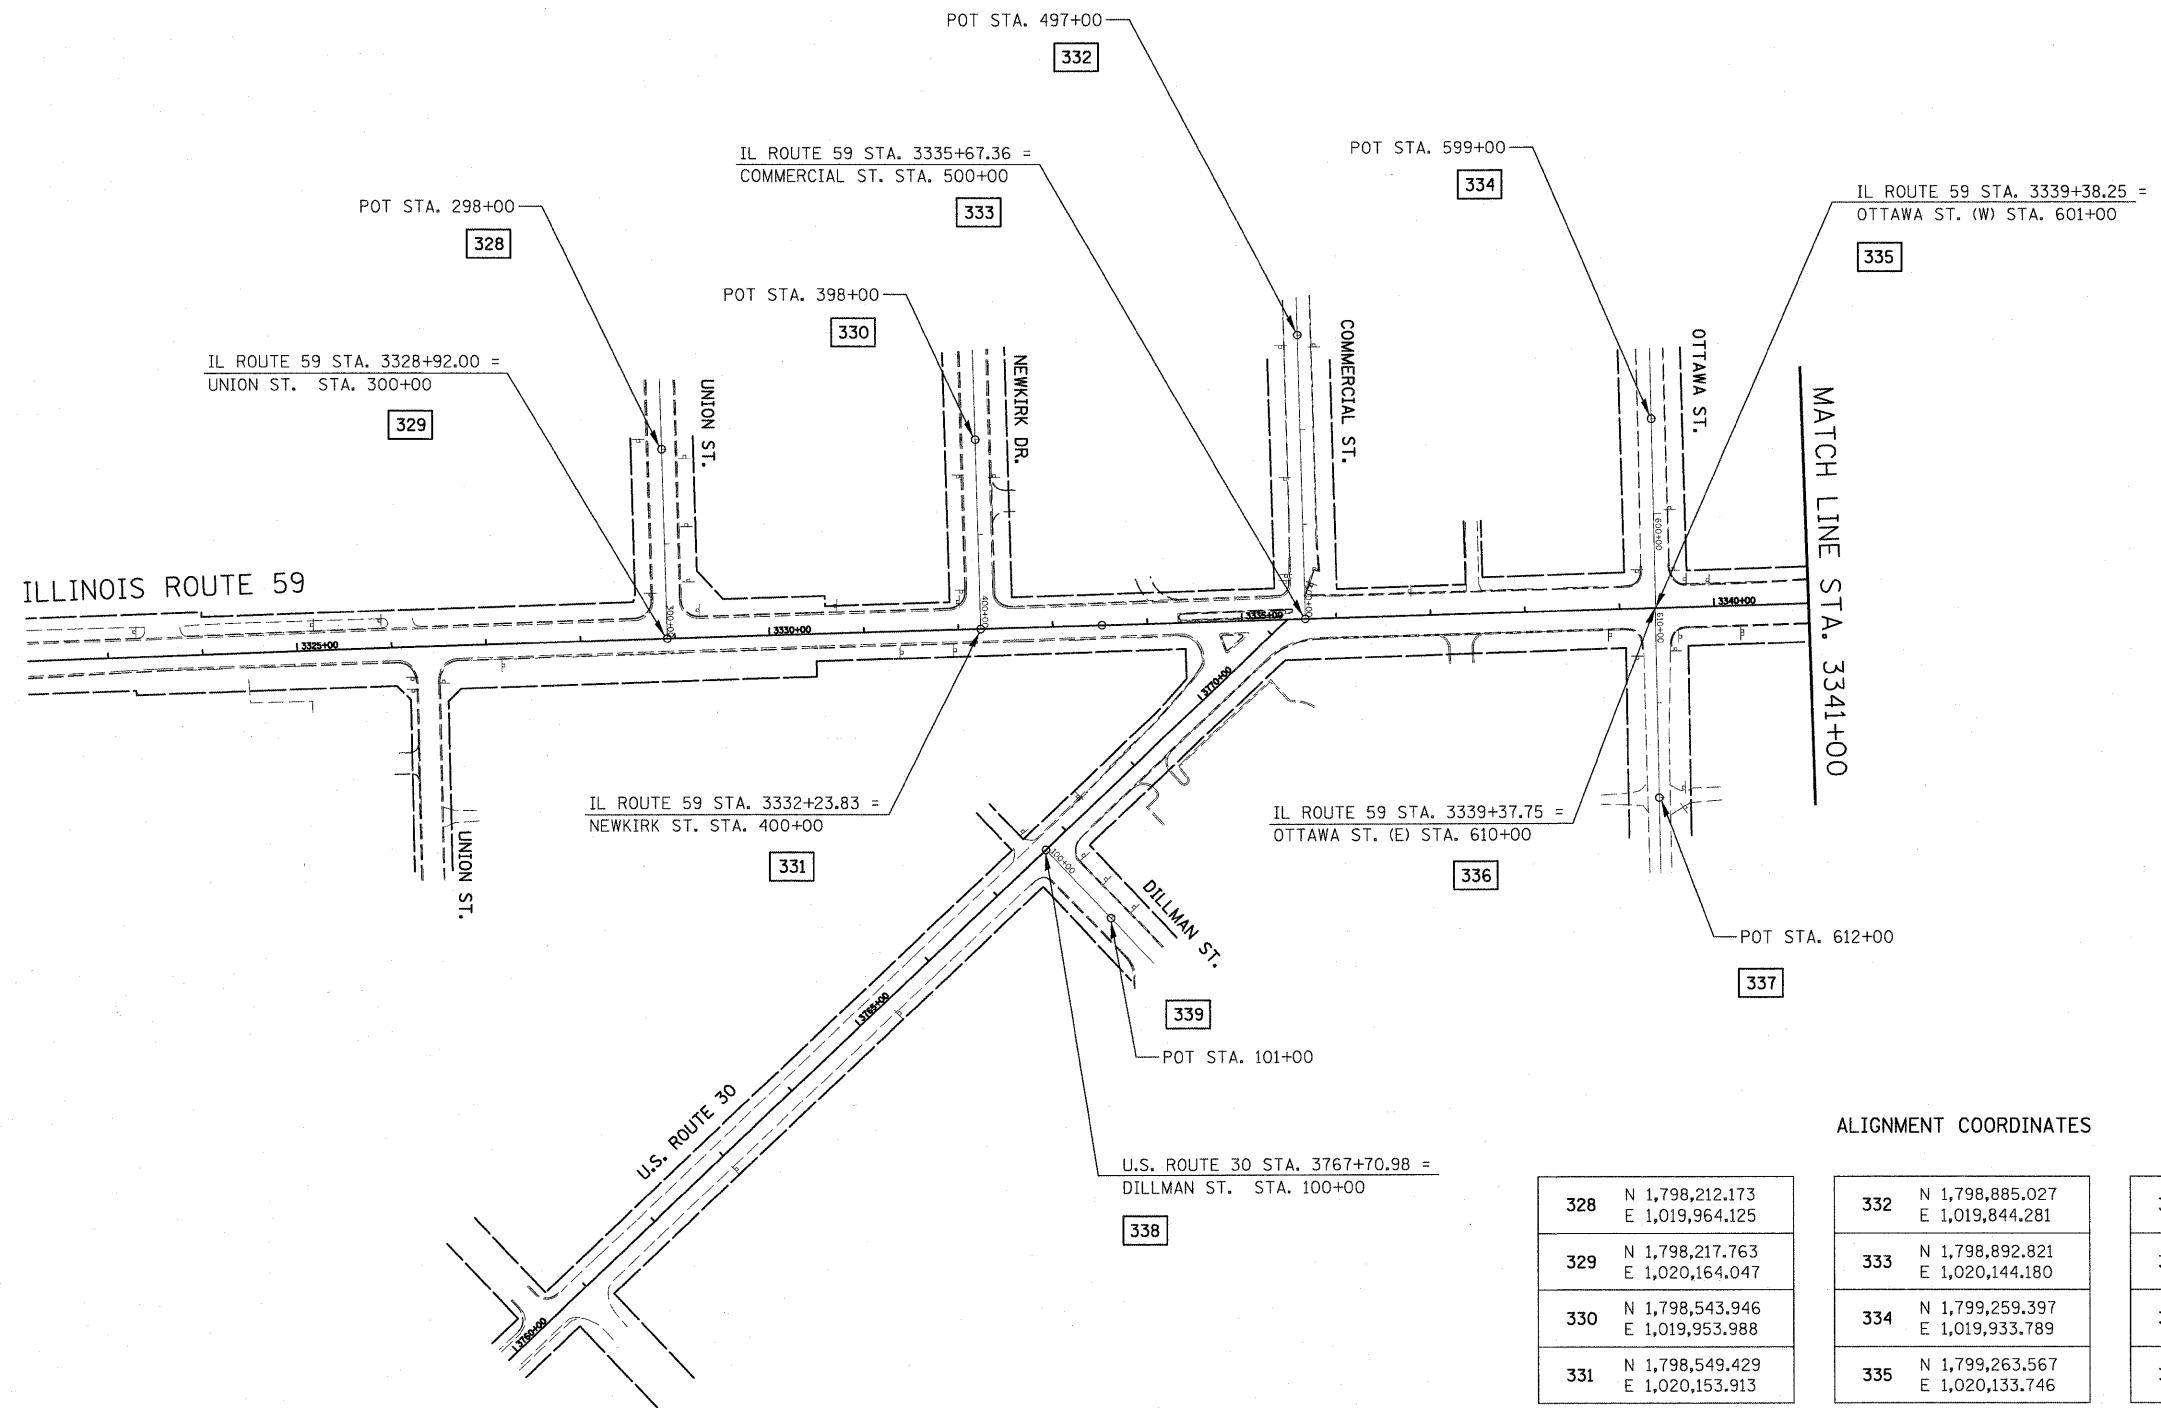 POT STA. 497+00
332
IL ROUTE 59 STA. 3335+67.36 =
COMMERCIAL ST. STA. 500+00
333
POT STA. 599+00
334
IL ROUTE 59 STA. 3339+38.25 =
OTTAWA ST. (W) STA. 601+00
335
POT STA. 298+00
328
POT STA. 398+00
330
IL ROUTE 59 STA. 3328+92.00 =
UNION ST. STA. 300+00
329
UNION ST.
NEWKIRK DR.
COMMERCIAL ST.
OTTAWA ST.
MATCH LINE STA. 3341+00
ILLINOIS ROUTE 59
3325+00
300+00
3330+00
400+00
3335+00
600+00
610+00
3340+00
3770+00
IL ROUTE 59 STA. 3332+23.83 =
NEWKIRK ST. STA. 400+00
331
IL ROUTE 59 STA. 3339+37.75 =
OTTAWA ST. (E) STA. 610+00
336
UNION ST.
100+00
DILLMAN ST.
POT STA. 612+00
337
339
POT STA. 101+00
3765+00
U.S. ROUTE 30
3760+00
U.S. ROUTE 30 STA. 3767+70.98 =
DILLMAN ST. STA. 100+00
338
ALIGNMENT COORDINATES
328
N 1,798,212.173
E 1,019,964.125
329
N 1,798,217.763
E 1,020,164.047
330
N 1,798,543.946
E 1,019,953.988
331
N 1,798,549.429
E 1,020,153.913
332
N 1,798,885.027
E 1,019,844.281
333
N 1,798,892.821
E 1,020,144.180
334
N 1,799,259.397
E 1,019,933.789
335
N 1,799,263.567
E 1,020,133.746